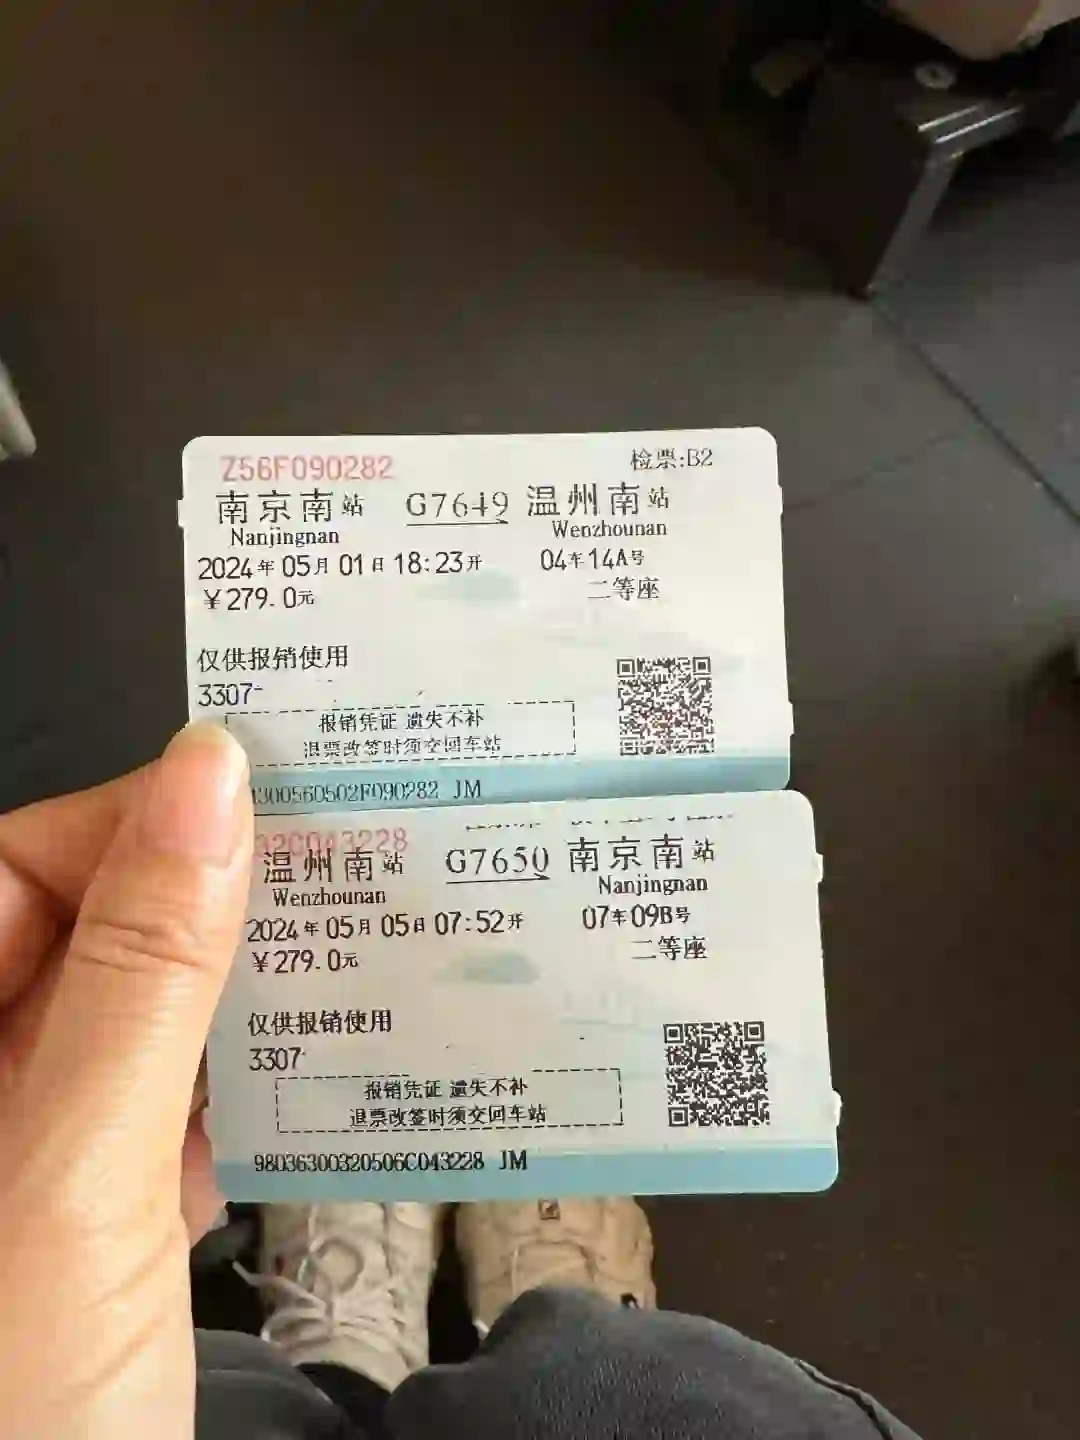 Z56F090282 检票:B2
南京南站 G7649 温州南站
Nanjingnan Wenzhounan
2024年05月01日 18:23开 04车14A号
¥279.0元 二等座
仅供报销使用
3307
报销凭证 遗失不补
退票改签时须交回车站
300560502F090282 JM
32C043228
温州南站 G7650 南京南站
Wenzhounan Nanjingnan
2024年05月05日 07:52开 07车09B号
¥279.0元 二等座
仅供报销使用
3307
报销凭证 遗失不补
退票改签时须交回车站
98036300320506C043228 JM